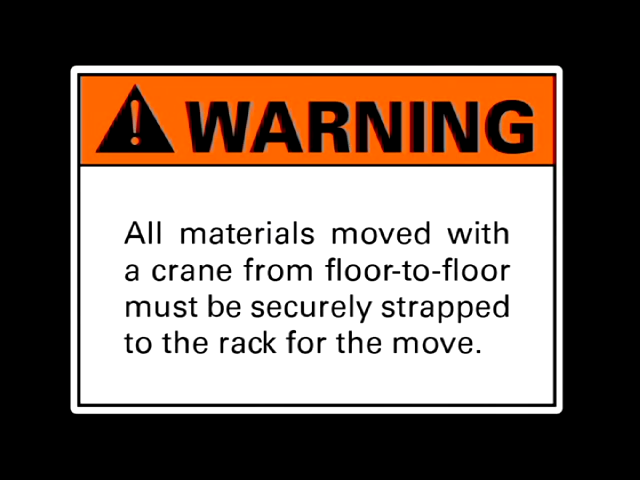 WARNING
All materials moved with
a crane from floor-to-floor
must be securely strapped
to the rack for the move.